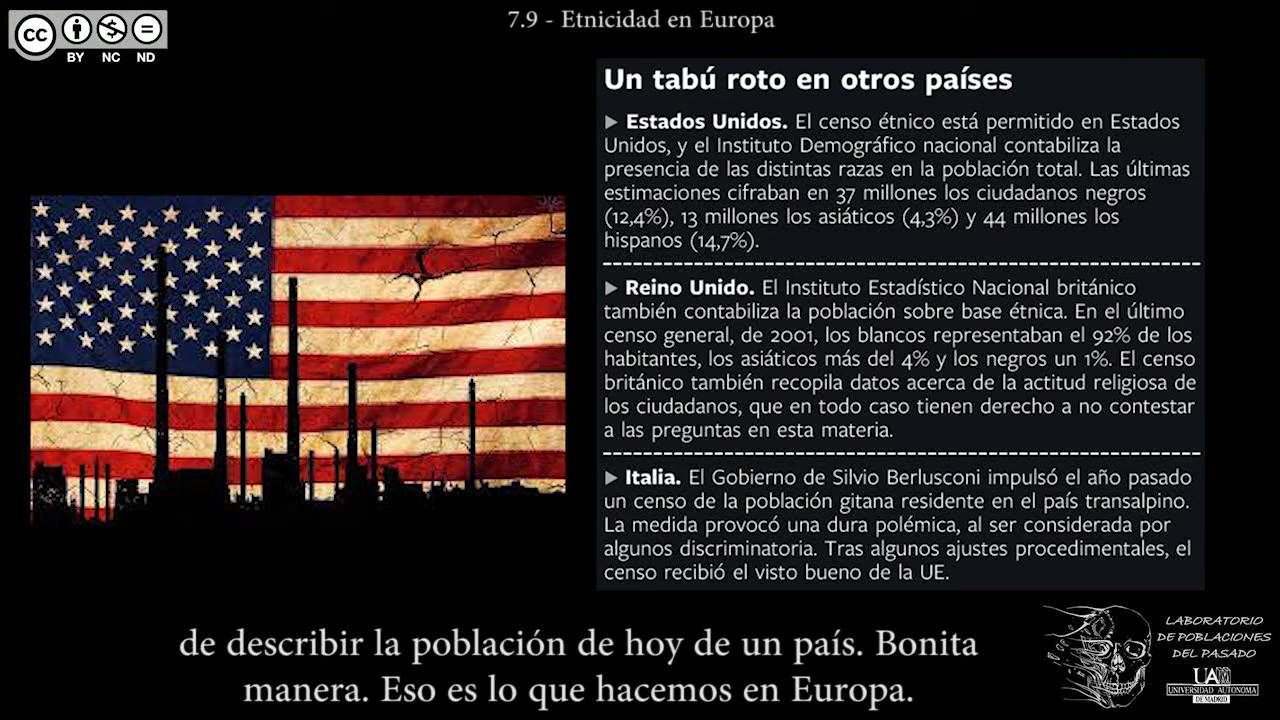 7.9 - Etnicidad en Europa
cc
BY NC ND
Un tabú roto en otros países
▶ Estados Unidos. El censo étnico está permitido en Estados
Unidos, y el Instituto Demográfico nacional contabiliza la
presencia de las distintas razas en la población total. Las últimas
estimaciones cifraban en 37 millones los ciudadanos negros
(12,4%), 13 millones los asiáticos (4,3%) y 44 millones los
hispanos (14,7%).
▶ Reino Unido. El Instituto Estadístico Nacional británico
también contabiliza la población sobre base étnica. En el último
censo general, de 2001, los blancos representaban el 92% de los
habitantes, los asiáticos más del 4% y los negros un 1%. El censo
británico también recopila datos acerca de la actitud religiosa de
los ciudadanos, que en todo caso tienen derecho a no contestar
a las preguntas en esta materia.
▶ Italia. El Gobierno de Silvio Berlusconi impulsó el año pasado
un censo de la población gitana residente en el país transalpino.
La medida provocó una dura polémica, al ser considerada por
algunos discriminatoria. Tras algunos ajustes procedimentales, el
censo recibió el visto bueno de la UE.
de describir la población de hoy de un país. Bonita
manera. Eso es lo que hacemos en Europa.
LABORATORIO
DE POBLACIONES
DEL PASADO
UAM
UNIVERSIDAD AUTONOMA
DE MADRID